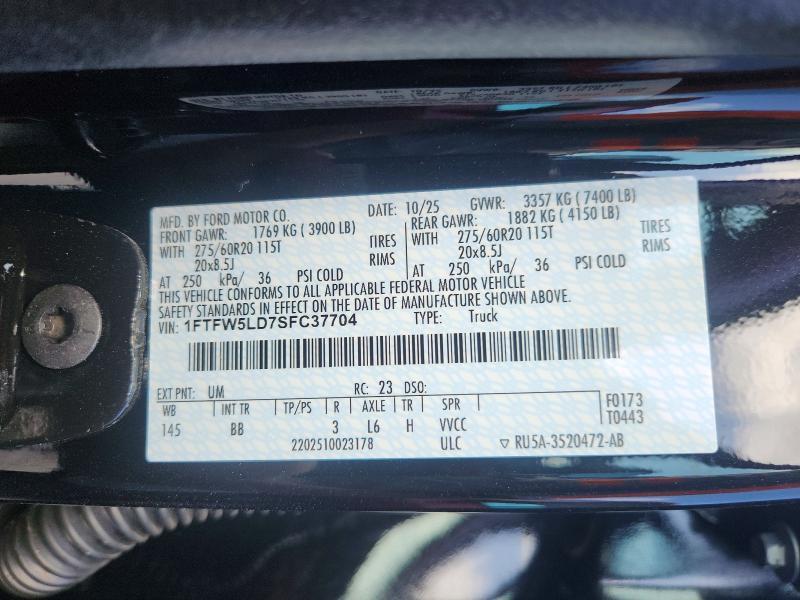 MFD. BY FORD MOTOR CO. DATE: 10/25 GVWR: 3357 KG ( 7400 LB)
FRONT GAWR: 1769 KG ( 3900 LB) REAR GAWR: 1882 KG ( 4150 LB)
WITH 275/60R20 115T TIRES WITH 275/60R20 115T TIRES
20x8.5J RIMS 20x8.5J RIMS
AT 250 kPa/ 36 PSI COLD AT 250 kPa/ 36 PSI COLD
THIS VEHICLE CONFORMS TO ALL APPLICABLE FEDERAL MOTOR VEHICLE
SAFETY STANDARDS IN EFFECT ON THE DATE OF MANUFACTURE SHOWN ABOVE.
VIN: 1FTFW5LD7SFC37704 TYPE: Truck
EXT PNT: UM RC: 23 DSO:
WB INT TR TP/PS R AXLE TR SPR F0173
145 BB 3 L6 H VVCC T0443
2202510023178 ULC ▽ RU5A-3520472-AB